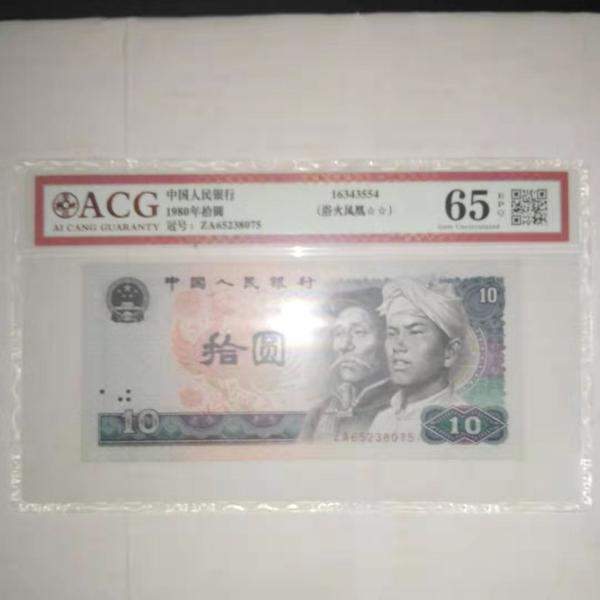 ACG
AI CANG GUARANTY
中国人民银行
1980年拾圆
冠号：ZA65238075
16343554
（浴火凤凰☆☆）
65 EPQ
Gem Uncirculated
中国人民银行
10
拾圆
10
ZA65238075
10